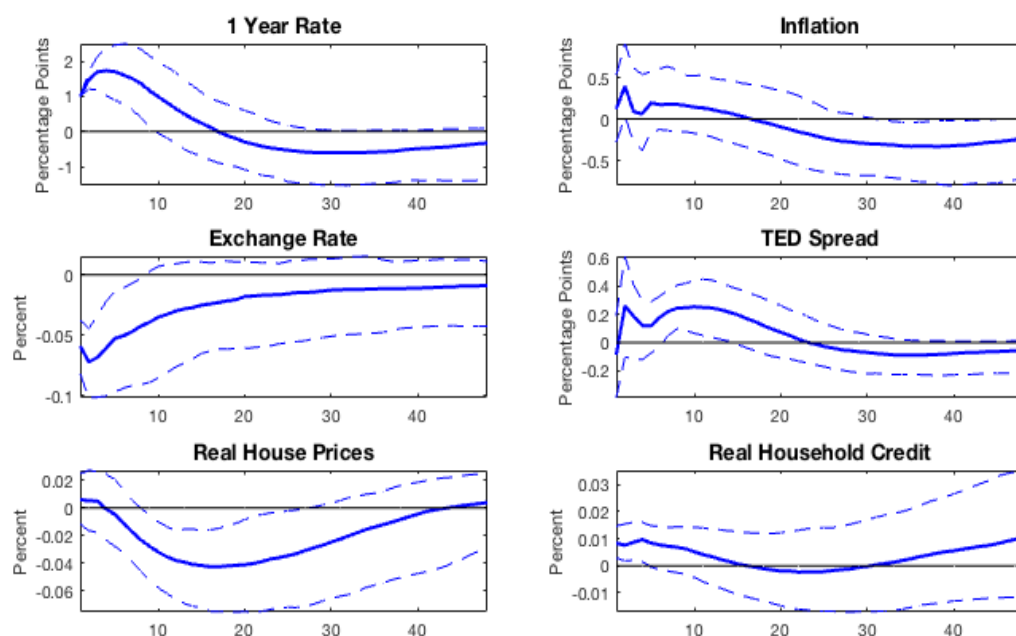 1 Year Rate
Percentage Points
2
1
0
-1
10 20 30 40
Inflation
Percentage Points
0.5
0
-0.5
10 20 30 40
Exchange Rate
Percent
0
-0.05
-0.1
10 20 30 40
TED Spread
Percentage Points
0.6
0.4
0.2
0
-0.2
10 20 30 40
Real House Prices
Percent
0.02
0
-0.02
-0.04
-0.06
10 20 30 40
Real Household Credit
Percent
0.03
0.02
0.01
0
-0.01
10 20 30 40